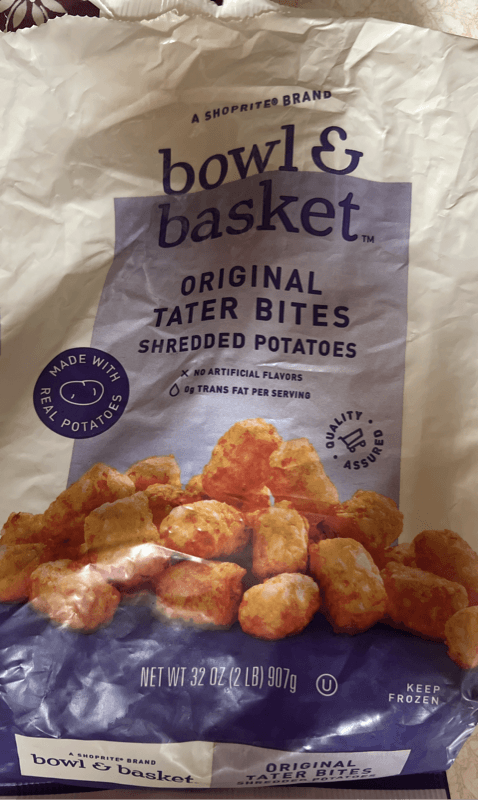 A SHOPRITE® BRAND
bowl &
basket™
ORIGINAL
TATER BITES
SHREDDED POTATOES
× NO ARTIFICIAL FLAVORS
0g TRANS FAT PER SERVING
MADE WITH
REAL POTATOES
QUALITY
ASSURED
NET WT 32 OZ (2 LB) 907g
U
KEEP
FROZEN
A SHOPRITE® BRAND
bowl & basket
ORIGINAL
TATER BITES
SHREDDED POTATOES